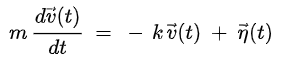 m dv⃗(t)/dt = − k v⃗(t) + η⃗(t)